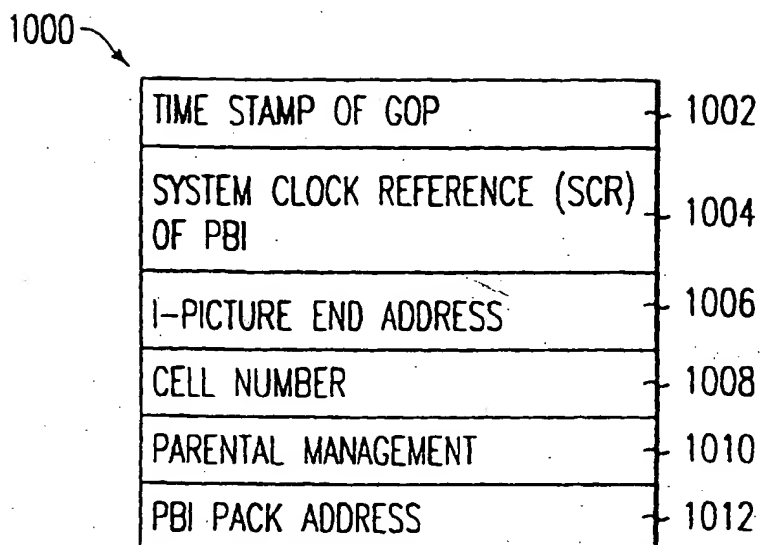 1000
TIME STAMP OF GOP 1002
SYSTEM CLOCK REFERENCE (SCR) OF PBI 1004
I-PICTURE END ADDRESS 1006
CELL NUMBER 1008
PARENTAL MANAGEMENT 1010
PBI PACK ADDRESS 1012